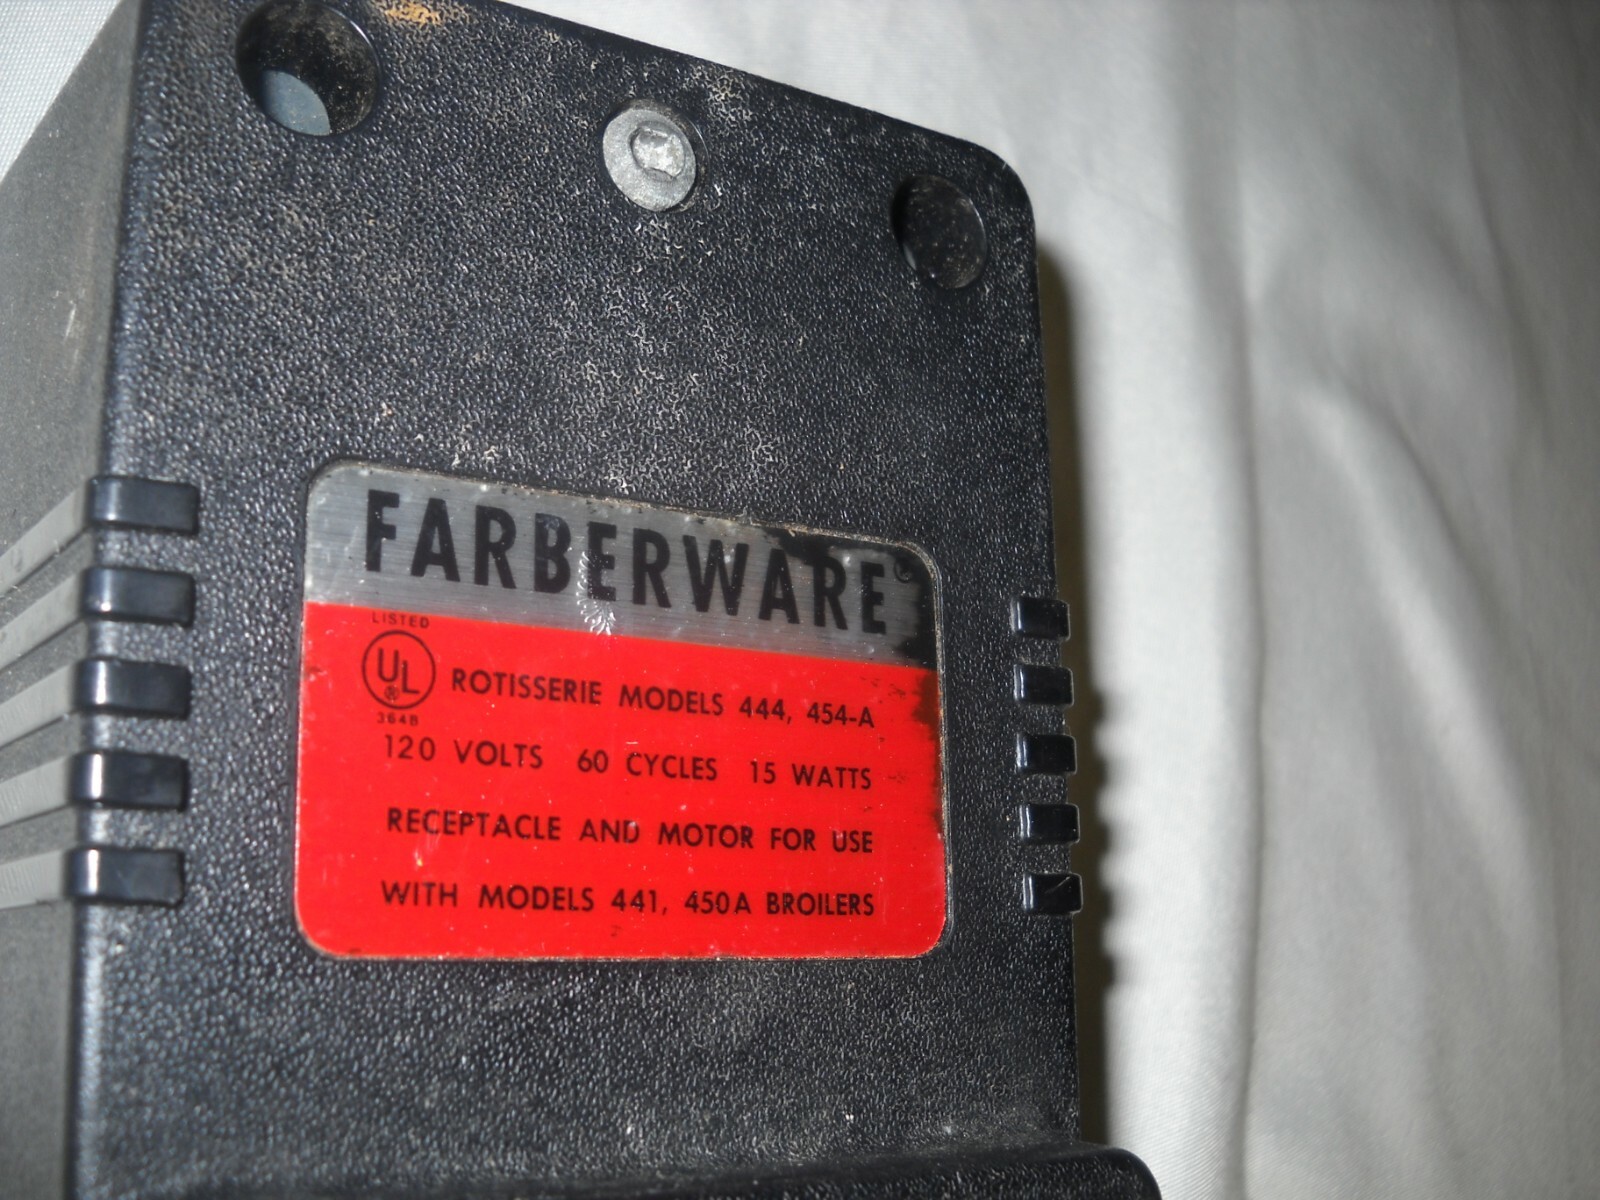 FARBERWARE®
LISTED
UL®
364B
ROTISSERIE MODELS 444, 454-A
120 VOLTS 60 CYCLES 15 WATTS
RECEPTACLE AND MOTOR FOR USE
WITH MODELS 441, 450A BROILERS